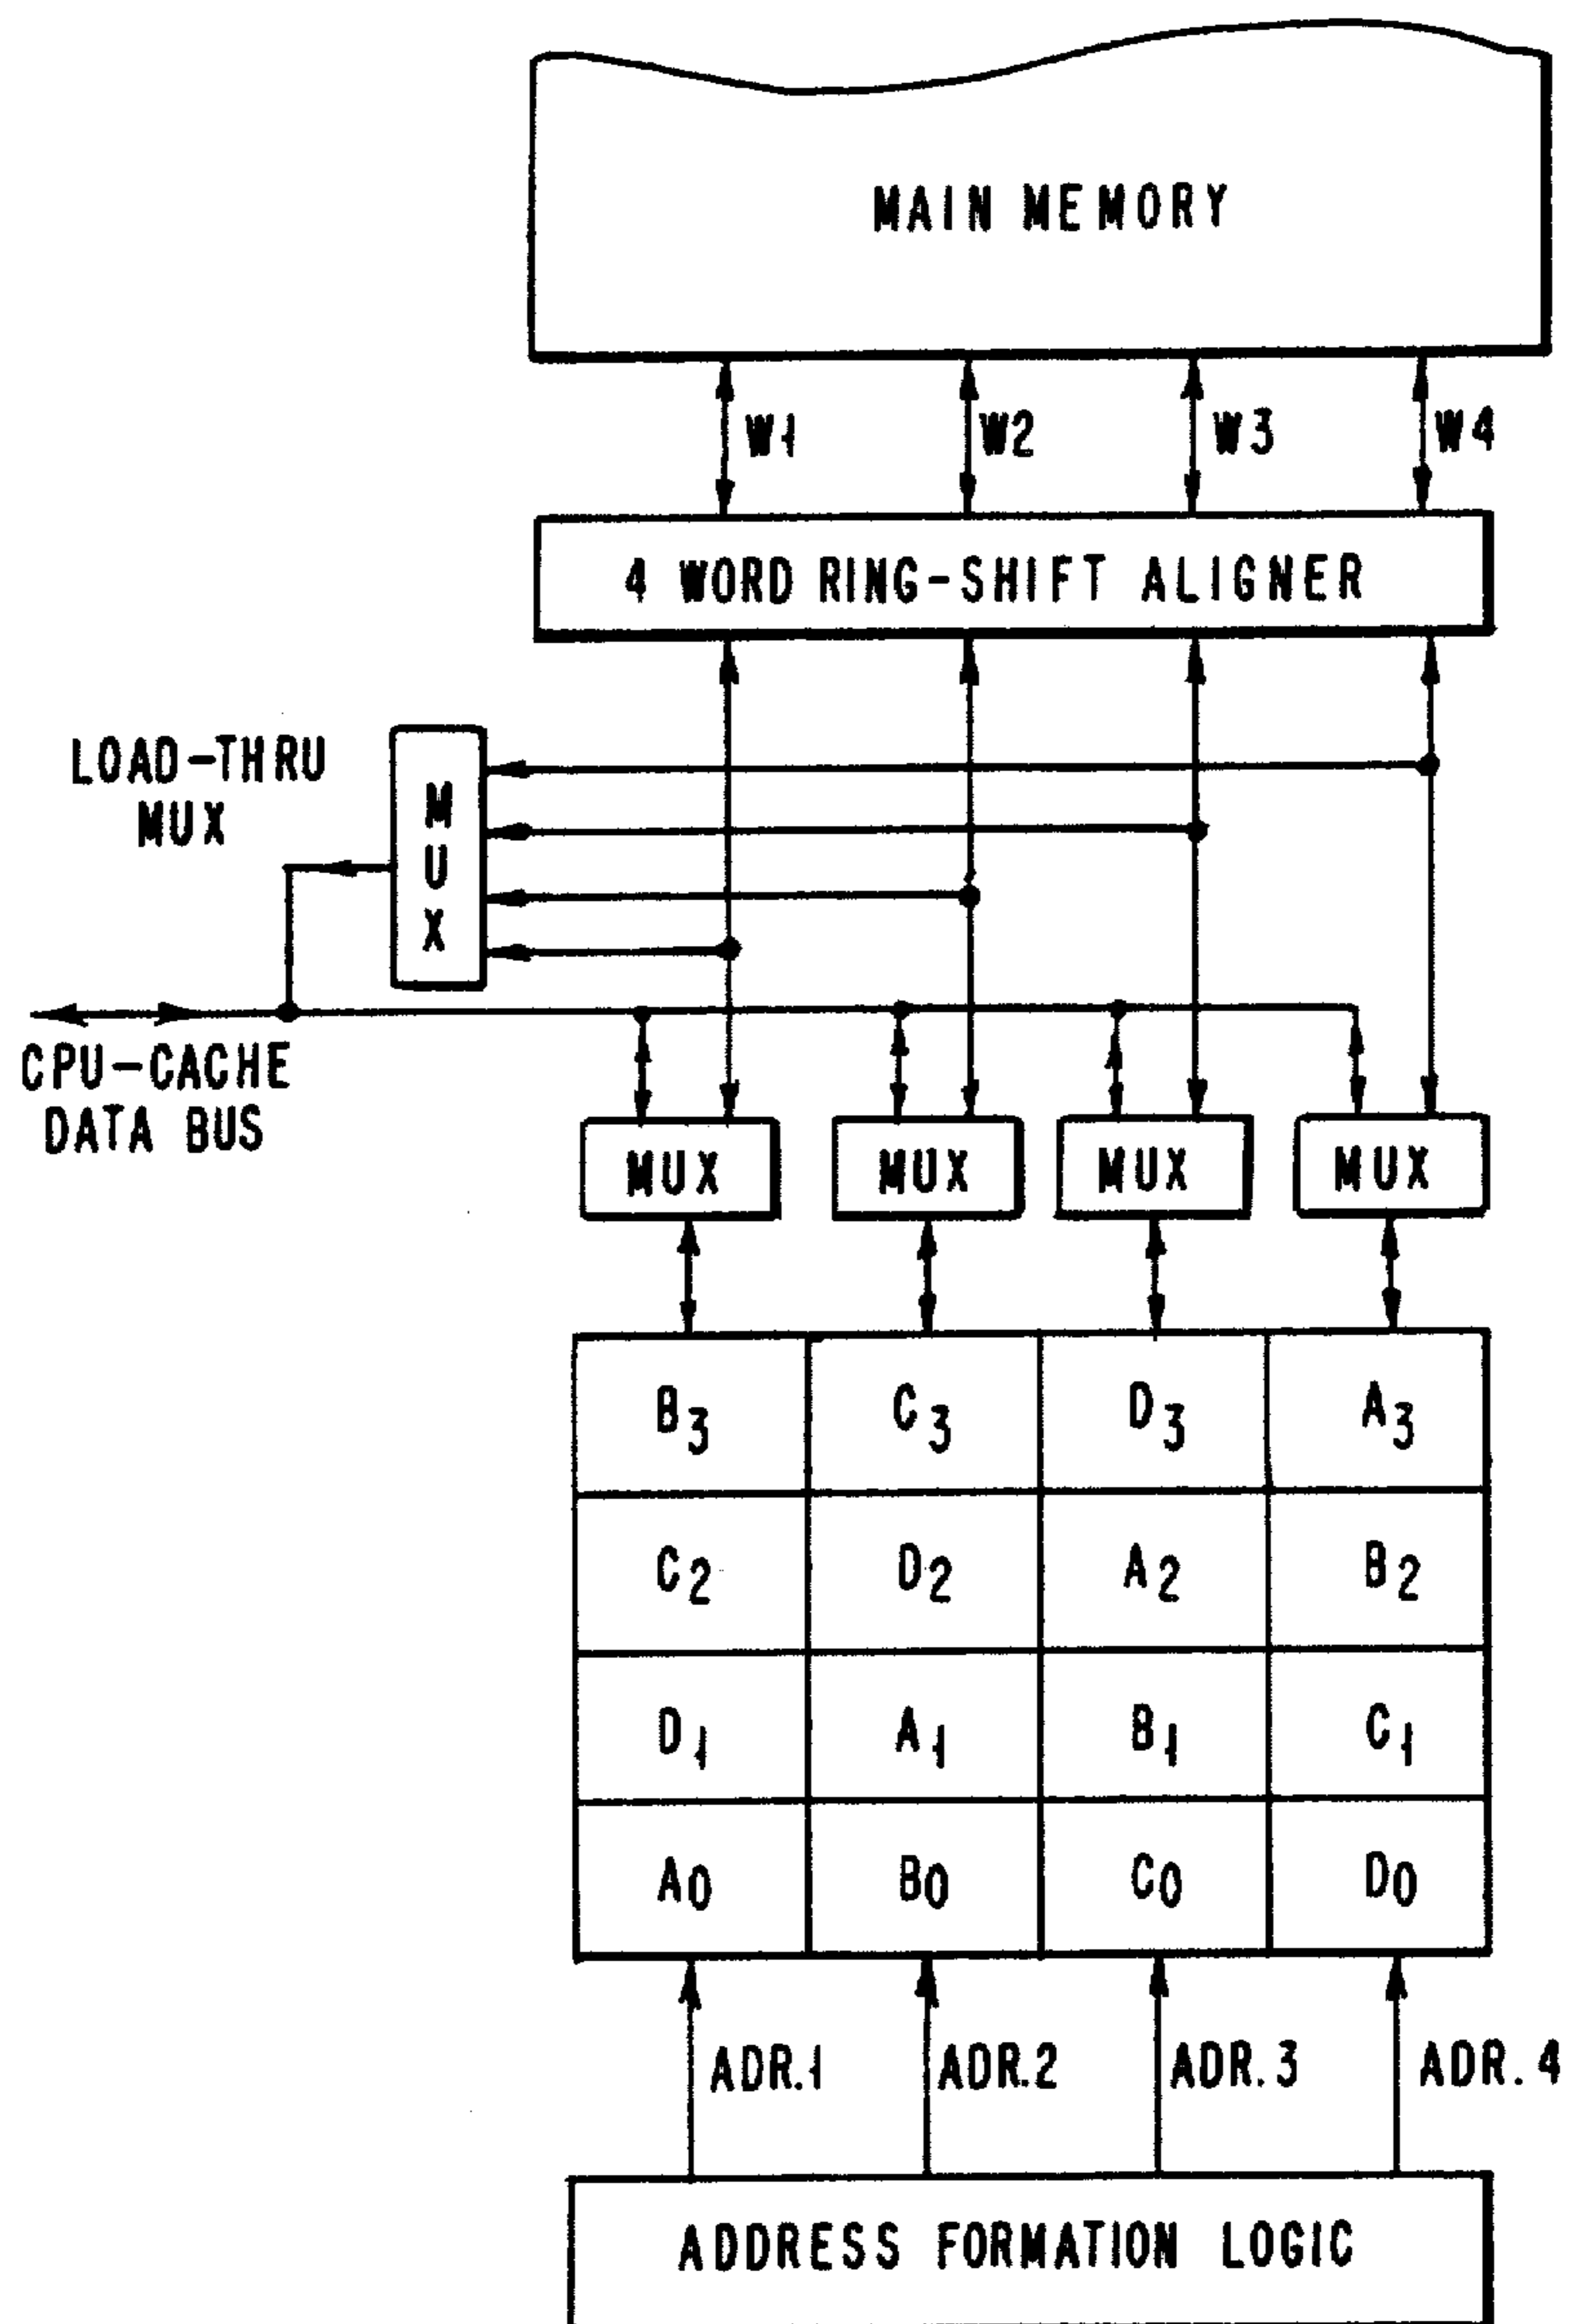 MAIN MEMORY
W1 W2 W3 W4
4 WORD RING-SHIFT ALIGNER
LOAD-THRU
MUX
MUX
CPU-CACHE
DATA BUS
MUX MUX MUX MUX
B3 C3 D3 A3
C2 D2 A2 B2
D1 A1 B1 C1
A0 B0 C0 D0
ADR.1 ADR.2 ADR.3 ADR.4
ADDRESS FORMATION LOGIC